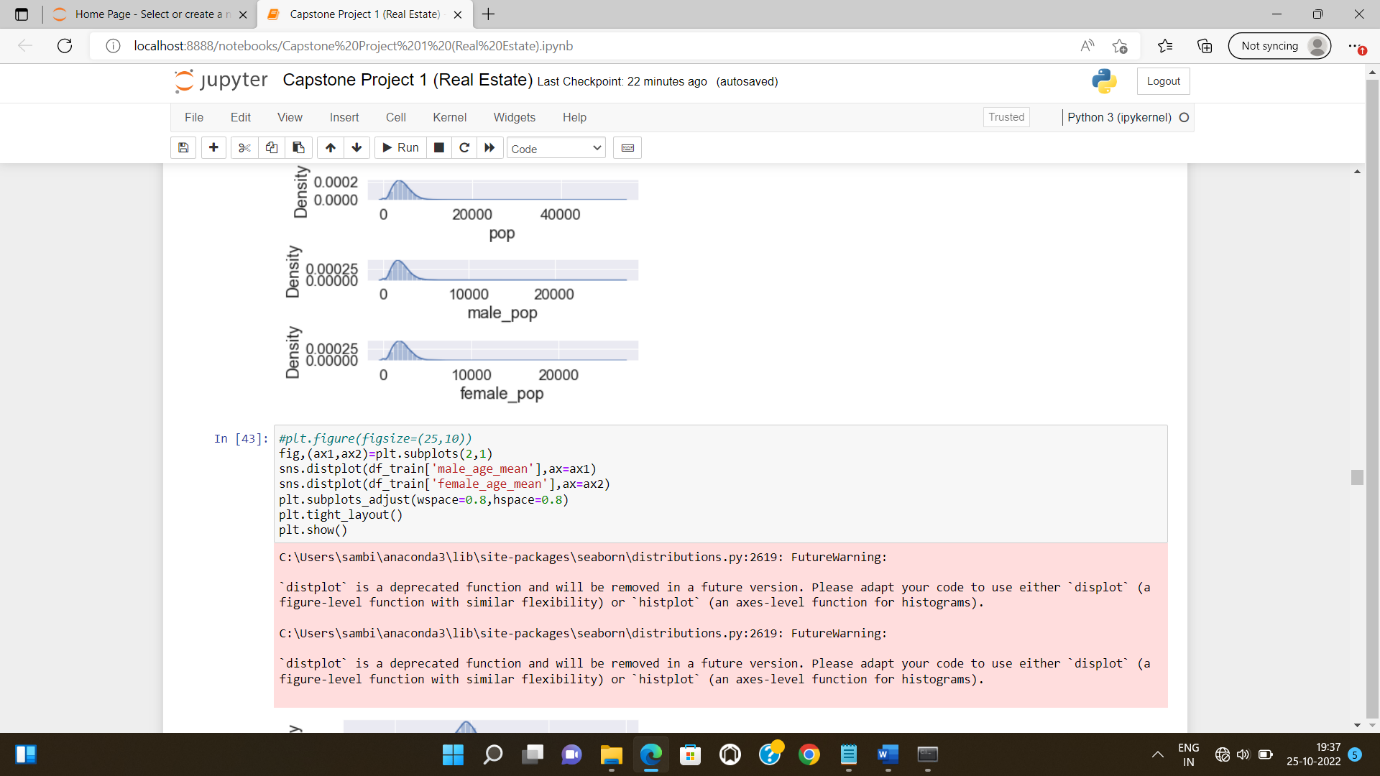 Home Page - Select or create a n
Capstone Project 1 (Real Estate)
localhost:8888/notebooks/Capstone%20Project%201%20(Real%20Estate).ipynb
Not syncing
jupyter Capstone Project 1 (Real Estate) Last Checkpoint: 22 minutes ago (autosaved)
Logout
File Edit View Insert Cell Kernel Widgets Help
Trusted
Python 3 (ipykernel)
Run
Code
Density
0.0002
0.0000
0 20000 40000
pop
Density
0.00025
0.00000
0 10000 20000
male_pop
Density
0.00025
0.00000
0 10000 20000
female_pop
In [43]:
#plt.figure(figsize=(25,10))
fig,(ax1,ax2)=plt.subplots(2,1)
sns.distplot(df_train['male_age_mean'],ax=ax1)
sns.distplot(df_train['female_age_mean'],ax=ax2)
plt.subplots_adjust(wspace=0.8,hspace=0.8)
plt.tight_layout()
plt.show()
C:\Users\sambi\anaconda3\lib\site-packages\seaborn\distributions.py:2619: FutureWarning:
`distplot` is a deprecated function and will be removed in a future version. Please adapt your code to use either `displot` (a
figure-level function with similar flexibility) or `histplot` (an axes-level function for histograms).
C:\Users\sambi\anaconda3\lib\site-packages\seaborn\distributions.py:2619: FutureWarning:
`distplot` is a deprecated function and will be removed in a future version. Please adapt your code to use either `displot` (a
figure-level function with similar flexibility) or `histplot` (an axes-level function for histograms).
ENG
IN
19:37
25-10-2022
5